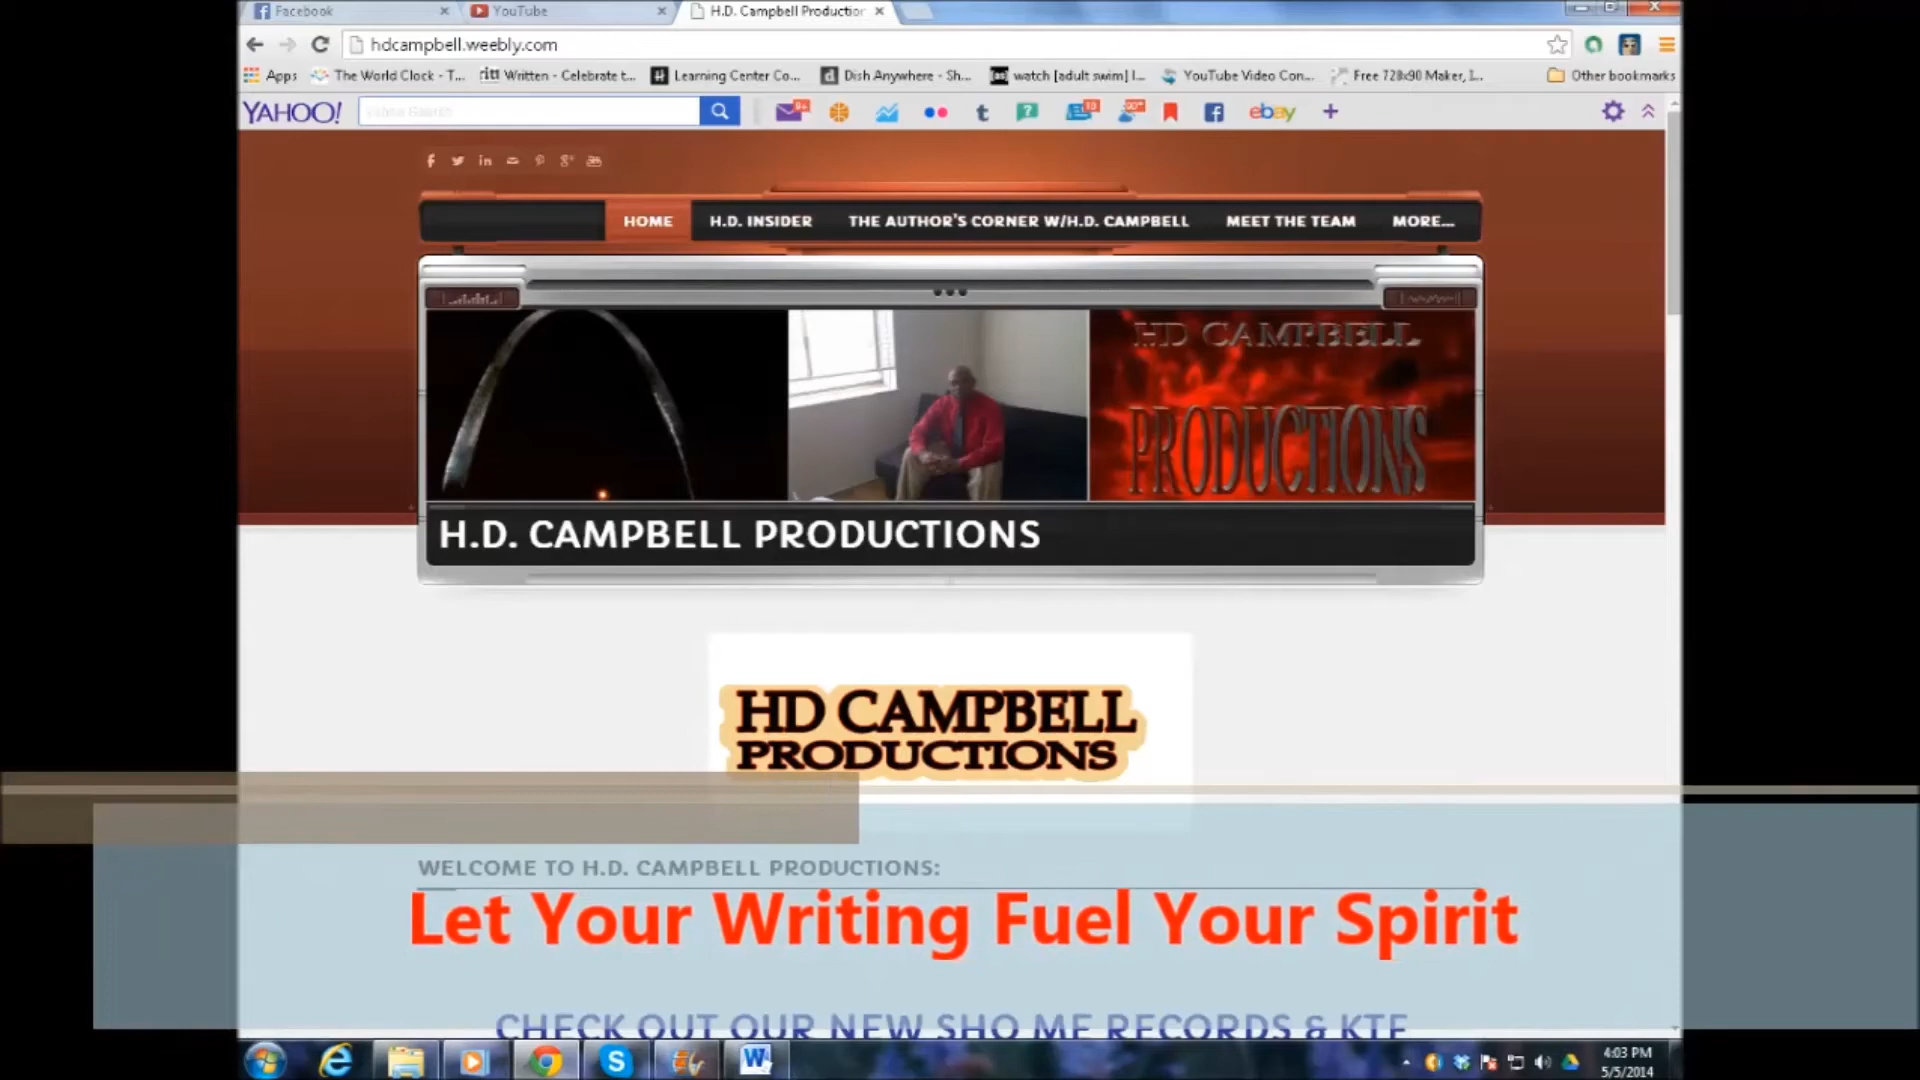 Facebook
YouTube
H.D. Campbell Production
hdcampbell.weebly.com
Apps
The World Clock - T...
ritt Written - Celebrate t...
Learning Center Co...
Dish Anywhere - Sh...
watch [adult swim] I...
YouTube Video Con...
Free 728x90 Maker, I...
Other bookmarks
YAHOO!
ebay
HOME
H.D. INSIDER
THE AUTHOR'S CORNER W/H.D. CAMPBELL
MEET THE TEAM
MORE...
HD CAMPBELL
PRODUCTIONS
H.D. CAMPBELL PRODUCTIONS
HD CAMPBELL
PRODUCTIONS
WELCOME TO H.D. CAMPBELL PRODUCTIONS:
Let Your Writing Fuel Your Spirit
CHECK OUT OUR NEW SHO ME RECORDS & KTF
4:03 PM
5/5/2014